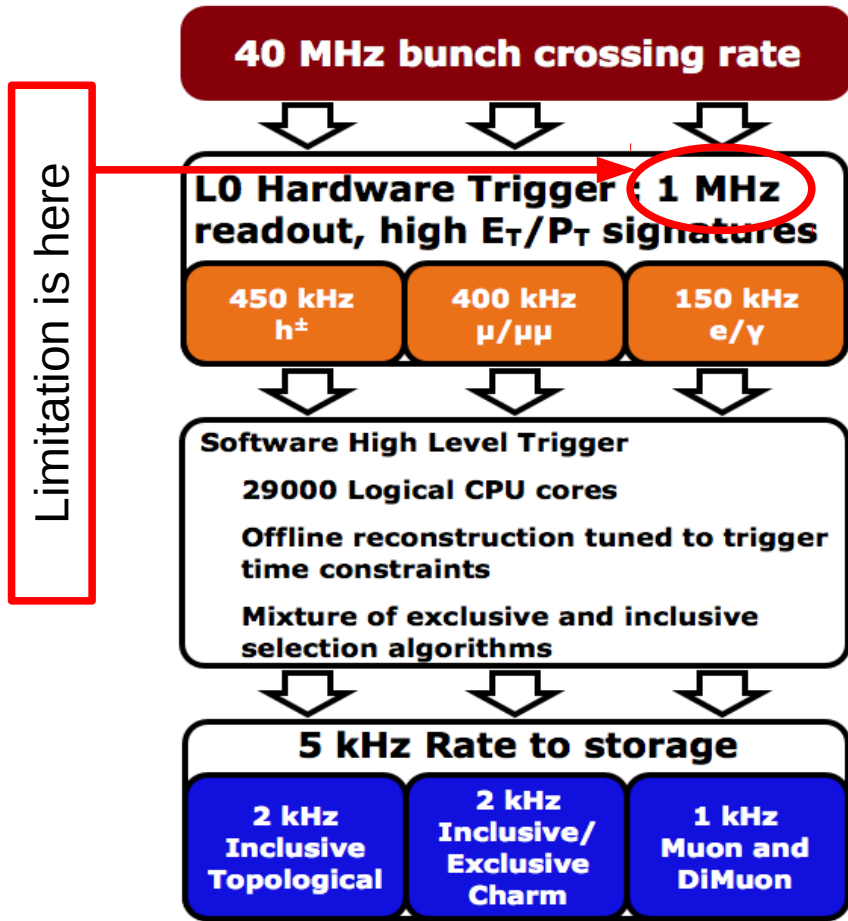 40 MHz bunch crossing rate
Limitation is here
L0 Hardware Trigger : 1 MHz
readout, high E_T/P_T signatures
450 kHz
h±
400 kHz
μ/μμ
150 kHz
e/γ
Software High Level Trigger
29000 Logical CPU cores
Offline reconstruction tuned to trigger
time constraints
Mixture of exclusive and inclusive
selection algorithms
5 kHz Rate to storage
2 kHz
Inclusive
Topological
2 kHz
Inclusive/
Exclusive
Charm
1 kHz
Muon and
DiMuon